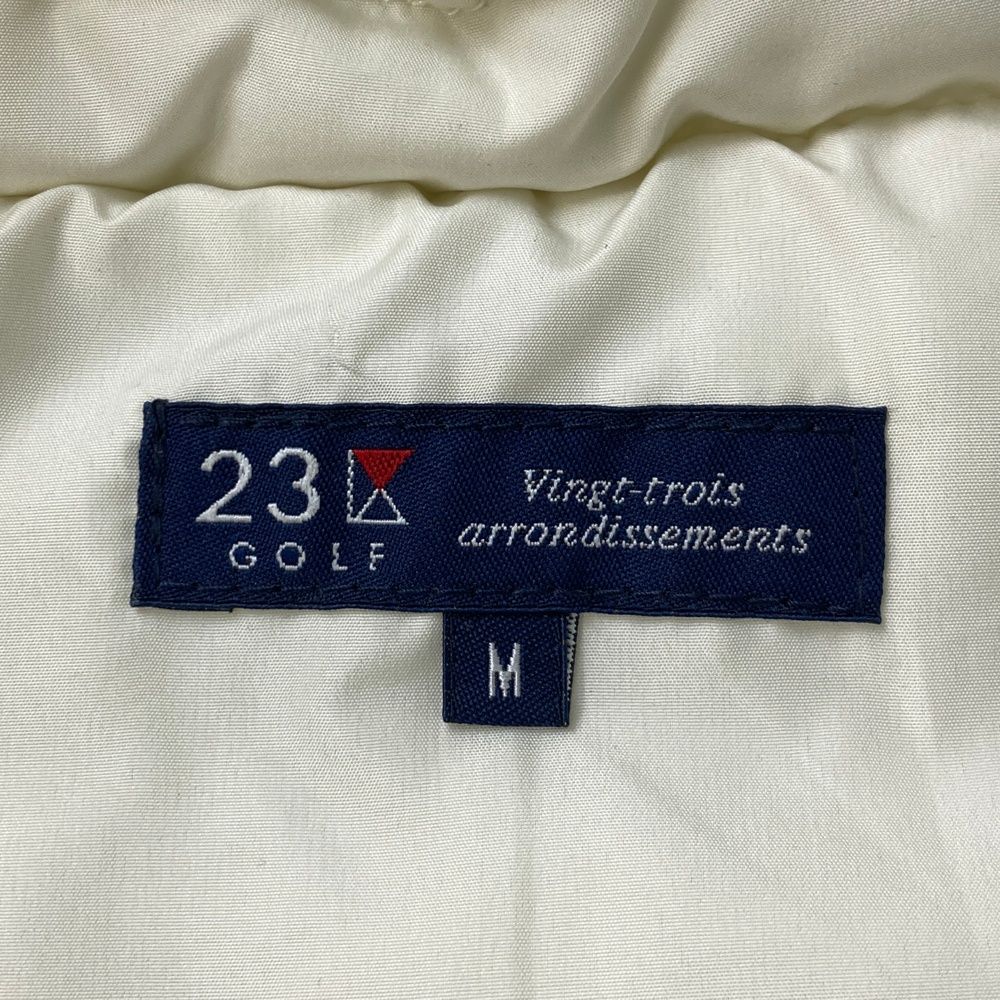 23
GOLF
Vingt-trois
arrondissements
M